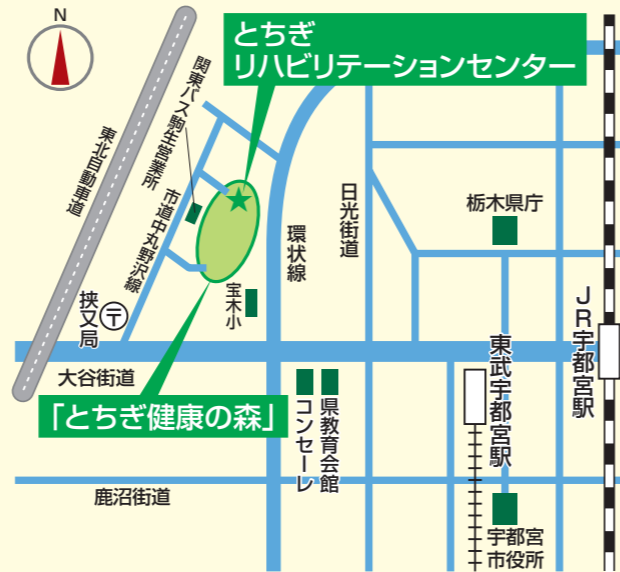 N
とちぎ
リハビリテーションセンター
関東バス駒生営業所
東北自動車道
市道中丸野沢線
日光街道
栃木県庁
環状線
宝木小
挟又局
〒
JR宇都宮駅
東武宇都宮駅
大谷街道
「とちぎ健康の森」
コンセーレ
県教育会館
鹿沼街道
宇都宮
市役所